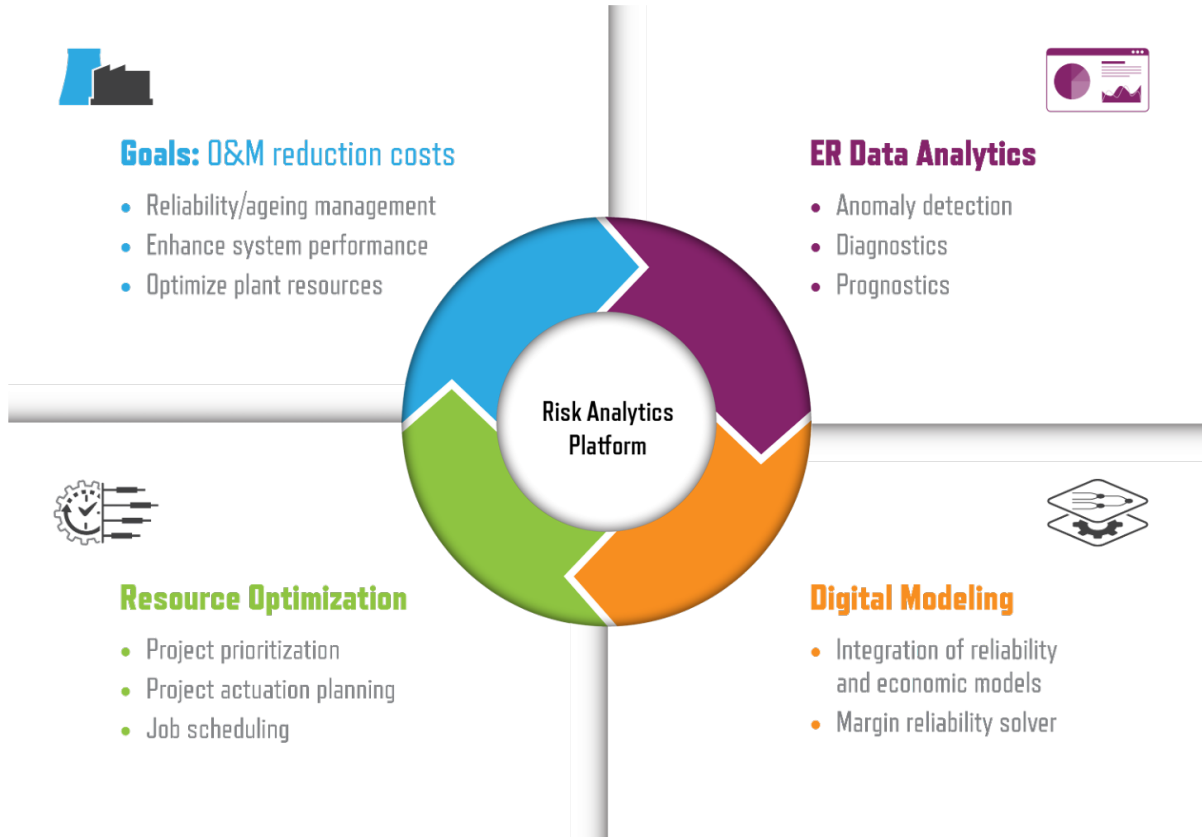 Goals: O&M reduction costs
• Reliability/ageing management
• Enhance system performance
• Optimize plant resources
ER Data Analytics
• Anomaly detection
• Diagnostics
• Prognostics
Risk Analytics
Platform
Resource Optimization
• Project prioritization
• Project actuation planning
• Job scheduling
Digital Modeling
• Integration of reliability
and economic models
• Margin reliability solver